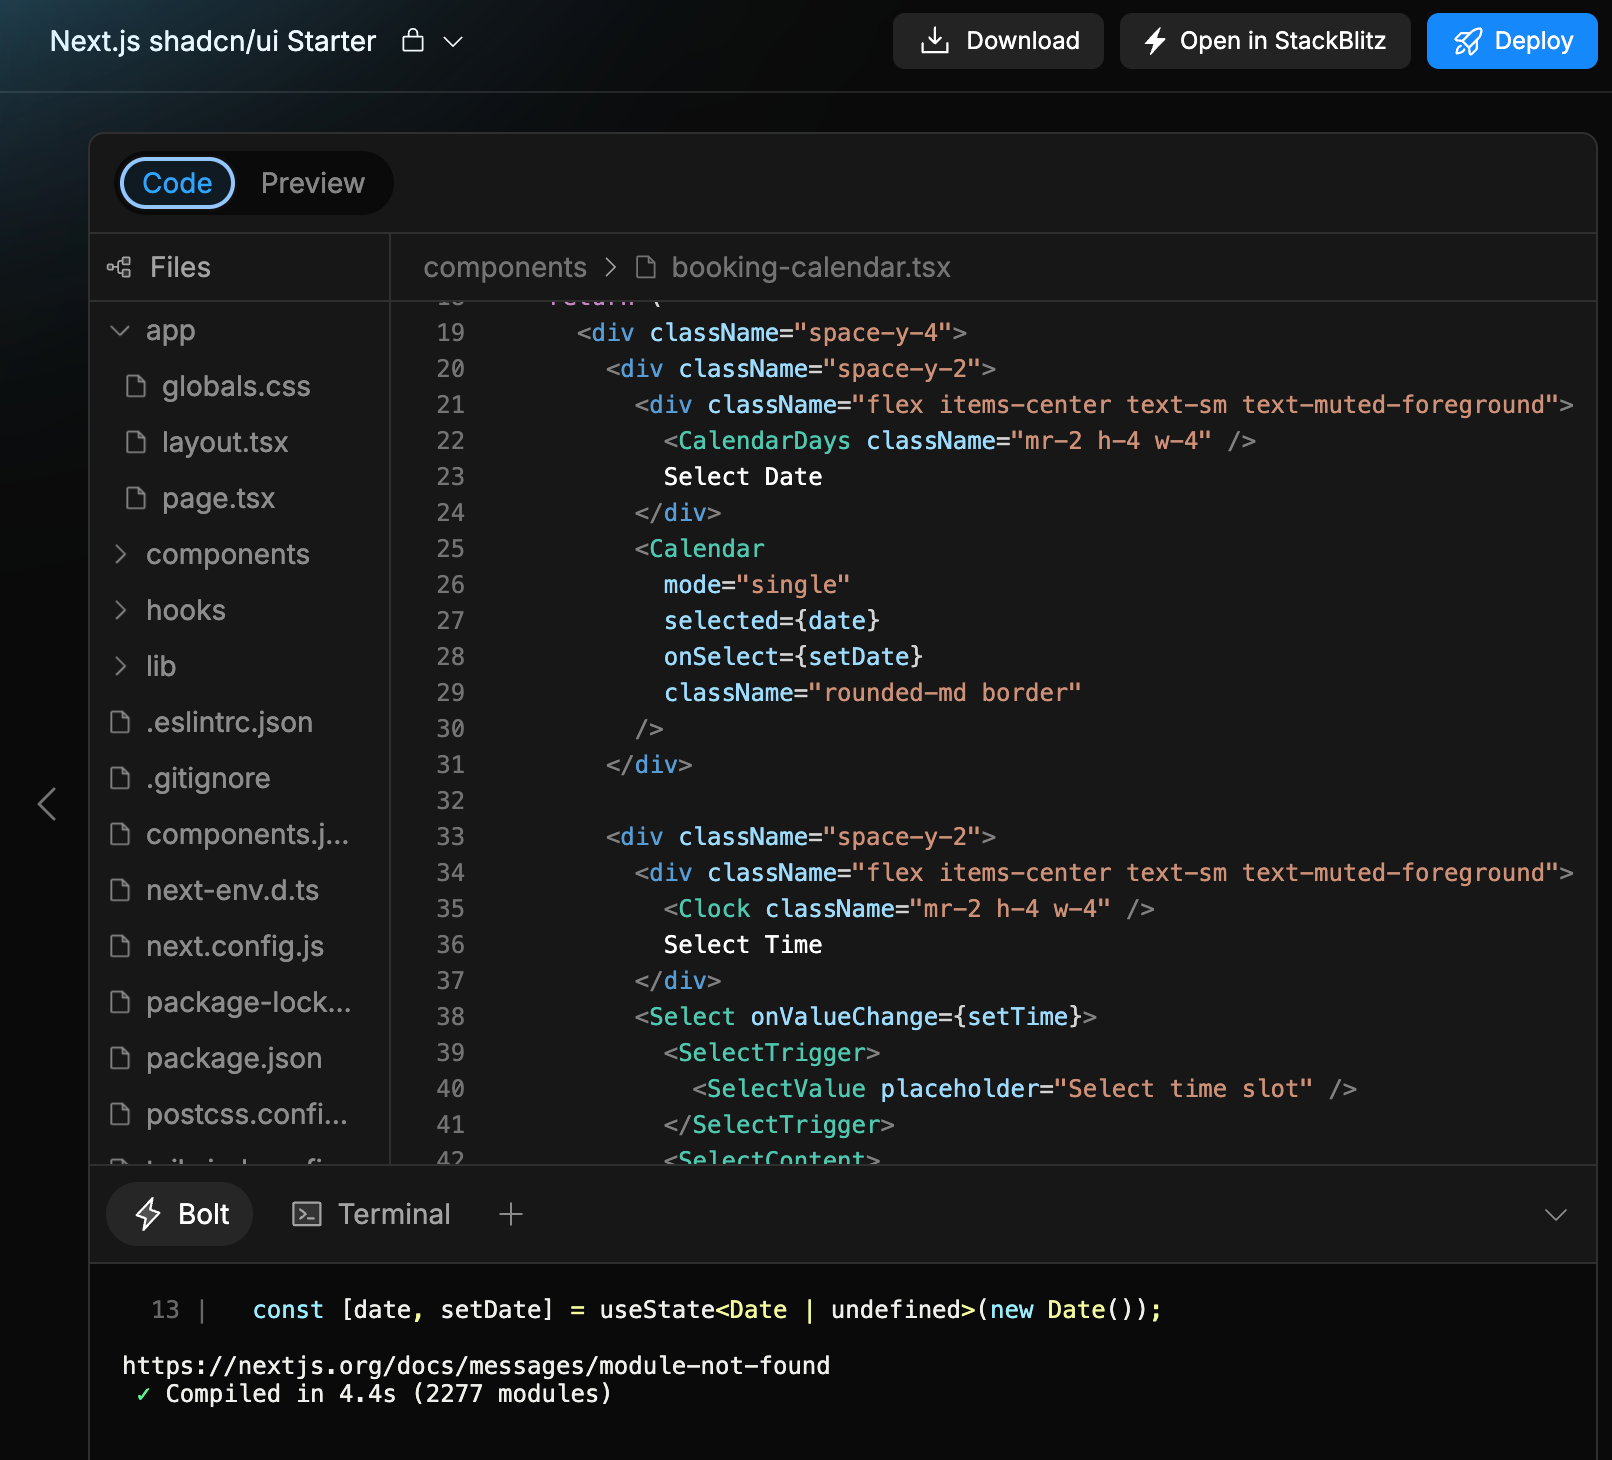 Next.js shadcn/ui Starter
Download
Open in StackBlitz
Deploy
Code
Preview
Files
components
booking-calendar.tsx
app
globals.css
layout.tsx
page.tsx
components
hooks
lib
.eslintrc.json
.gitignore
components.j...
next-env.d.ts
next.config.js
package-lock...
package.json
postcss.confi...
18 return (
19 <div className="space-y-4">
20 <div className="space-y-2">
21 <div className="flex items-center text-sm text-muted-foreground">
22 <CalendarDays className="mr-2 h-4 w-4" />
23 Select Date
24 </div>
25 <Calendar
26 mode="single"
27 selected={date}
28 onSelect={setDate}
29 className="rounded-md border"
30 />
31 </div>
32
33 <div className="space-y-2">
34 <div className="flex items-center text-sm text-muted-foreground">
35 <Clock className="mr-2 h-4 w-4" />
36 Select Time
37 </div>
38 <Select onValueChange={setTime}>
39 <SelectTrigger>
40 <SelectValue placeholder="Select time slot" />
41 </SelectTrigger>
42 <SelectContent>
Bolt
Terminal
13 | const [date, setDate] = useState<Date | undefined>(new Date());
https://nextjs.org/docs/messages/module-not-found
✓ Compiled in 4.4s (2277 modules)